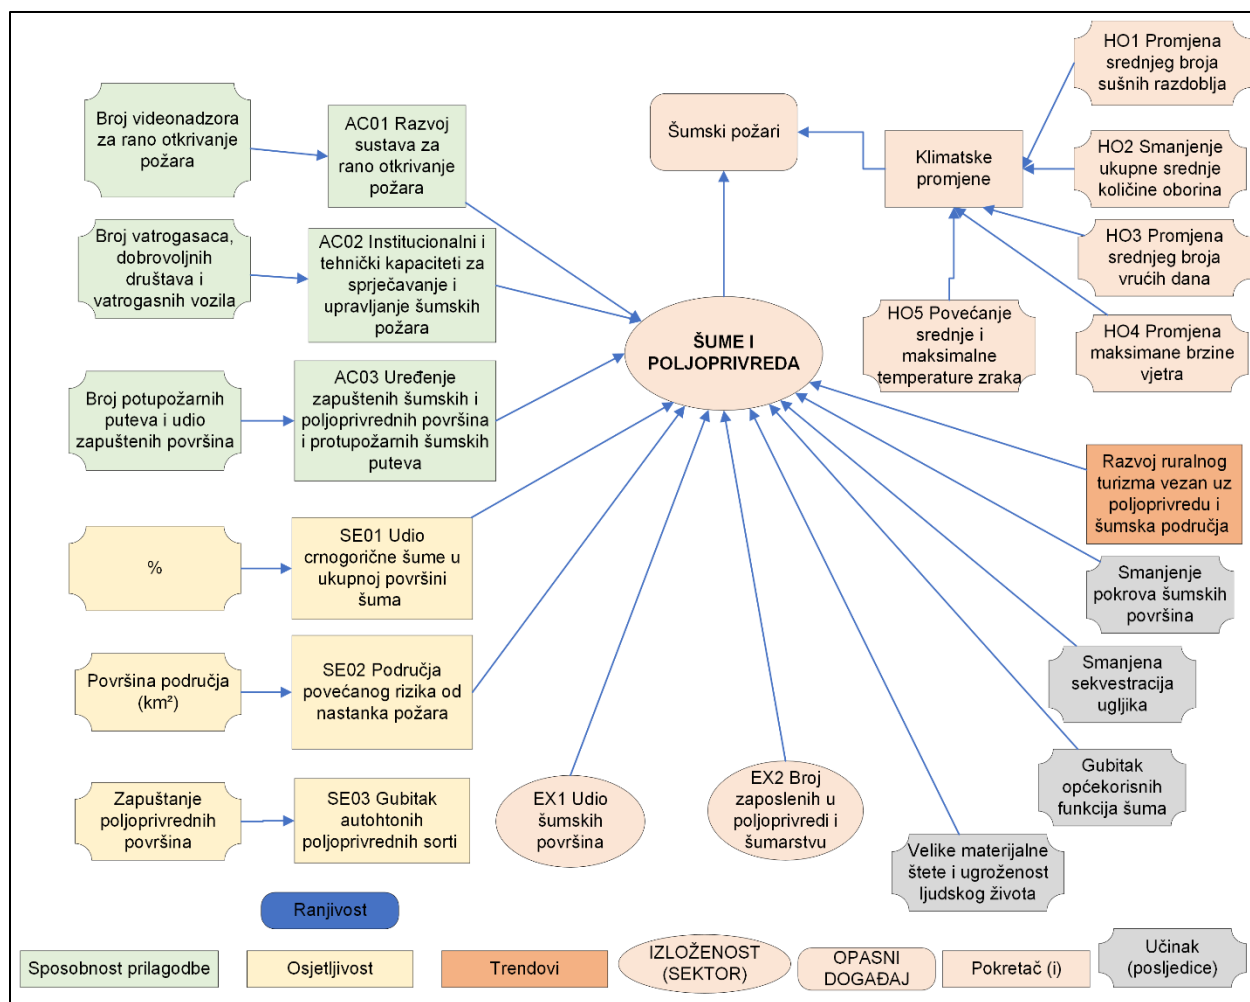 Broj videonadzora
za rano otkrivanje
požara
AC01 Razvoj
sustava za
rano otkrivanje
požara
Šumski požari
Klimatske
promjene
HO1 Promjena
srednjeg broja
sušnih razdoblja
HO2 Smanjenje
ukupne srednje
količine oborina
HO3 Promjena
srednjeg broja
vrućih dana
HO4 Promjena
maksimane brzine
vjetra
HO5 Povećanje
srednje i
maksimalne
temperature zraka
Broj vatrogasaca,
dobrovoljnih
društava i
vatrogasnih vozila
AC02 Institucionalni i
tehnički kapaciteti za
sprječavanje i
upravljanje šumskih
požara
ŠUME I
POLJOPRIVREDA
Broj potupožarnih
puteva i udio
zapuštenih površina
AC03 Uređenje
zapuštenih šumskih i
poljoprivrednih površina
i protupožarnih šumskih
puteva
Razvoj ruralnog
turizma vezan uz
poljoprivredu i
šumska područja
%
SE01 Udio
crnogorične šume u
ukupnoj površini
šuma
Smanjenje
pokrova šumskih
površina
Površina područja
(km²)
SE02 Područja
povećanog rizika od
nastanka požara
Smanjena
sekvestracija
ugljika
Zapuštanje
poljoprivrednih
površina
SE03 Gubitak
autohtonih
poljoprivrednih sorti
EX1 Udio
šumskih
površina
EX2 Broj
zaposlenih u
poljoprivredi i
šumarstvu
Gubitak
općekorisnih
funkcija šuma
Velike materijalne
štete i ugroženost
ljudskog života
Ranjivost
Sposobnost prilagodbe
Osjetljivost
Trendovi
IZLOŽENOST
(SEKTOR)
OPASNI
DOGAĐAJ
Pokretač (i)
Učinak
(posljedice)